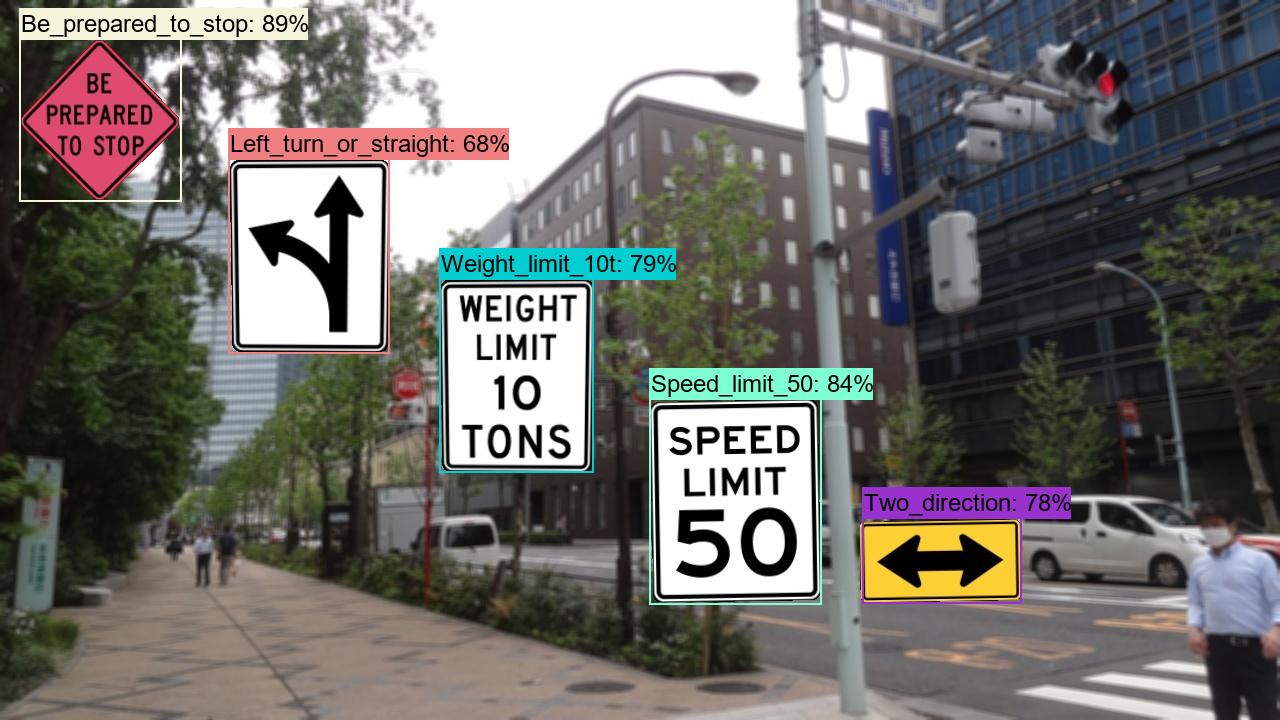 Be_prepared_to_stop: 89%
BE
PREPARED
TO STOP
Left_turn_or_straight: 68%
Weight_limit_10t: 79%
WEIGHT
LIMIT
10
TONS
Speed_limit_50: 84%
SPEED
LIMIT
50
Two_direction: 78%
MIZUHO